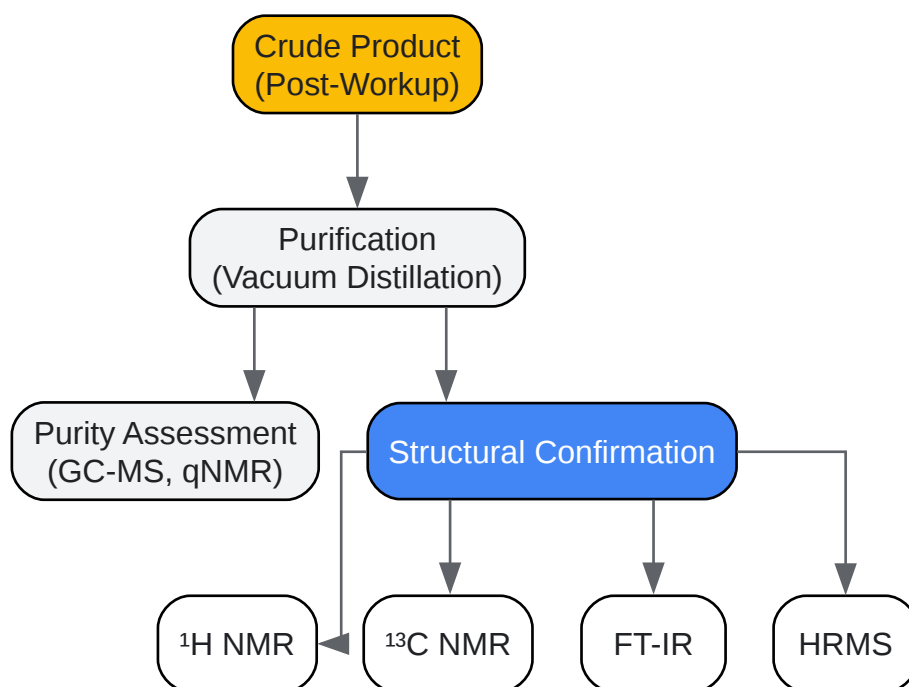 Crude Product
(Post-Workup)
Purification
(Vacuum Distillation)
Purity Assessment
(GC-MS, qNMR)
Structural Confirmation
¹H NMR
¹³C NMR
FT-IR
HRMS